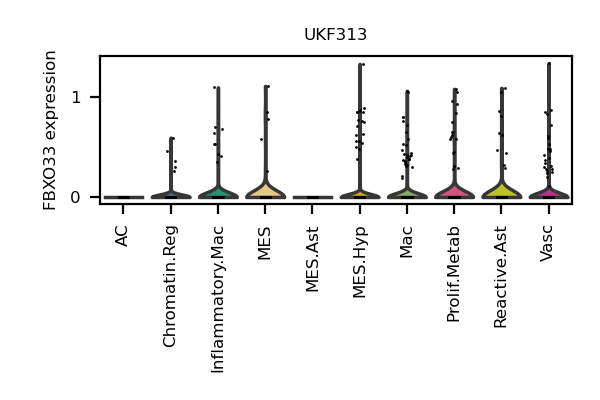 UKF313
FBXO33 expression
1
0
AC
Chromatin.Reg
Inflammatory.Mac
MES
MES.Ast
MES.Hyp
Mac
Prolif.Metab
Reactive.Ast
Vasc